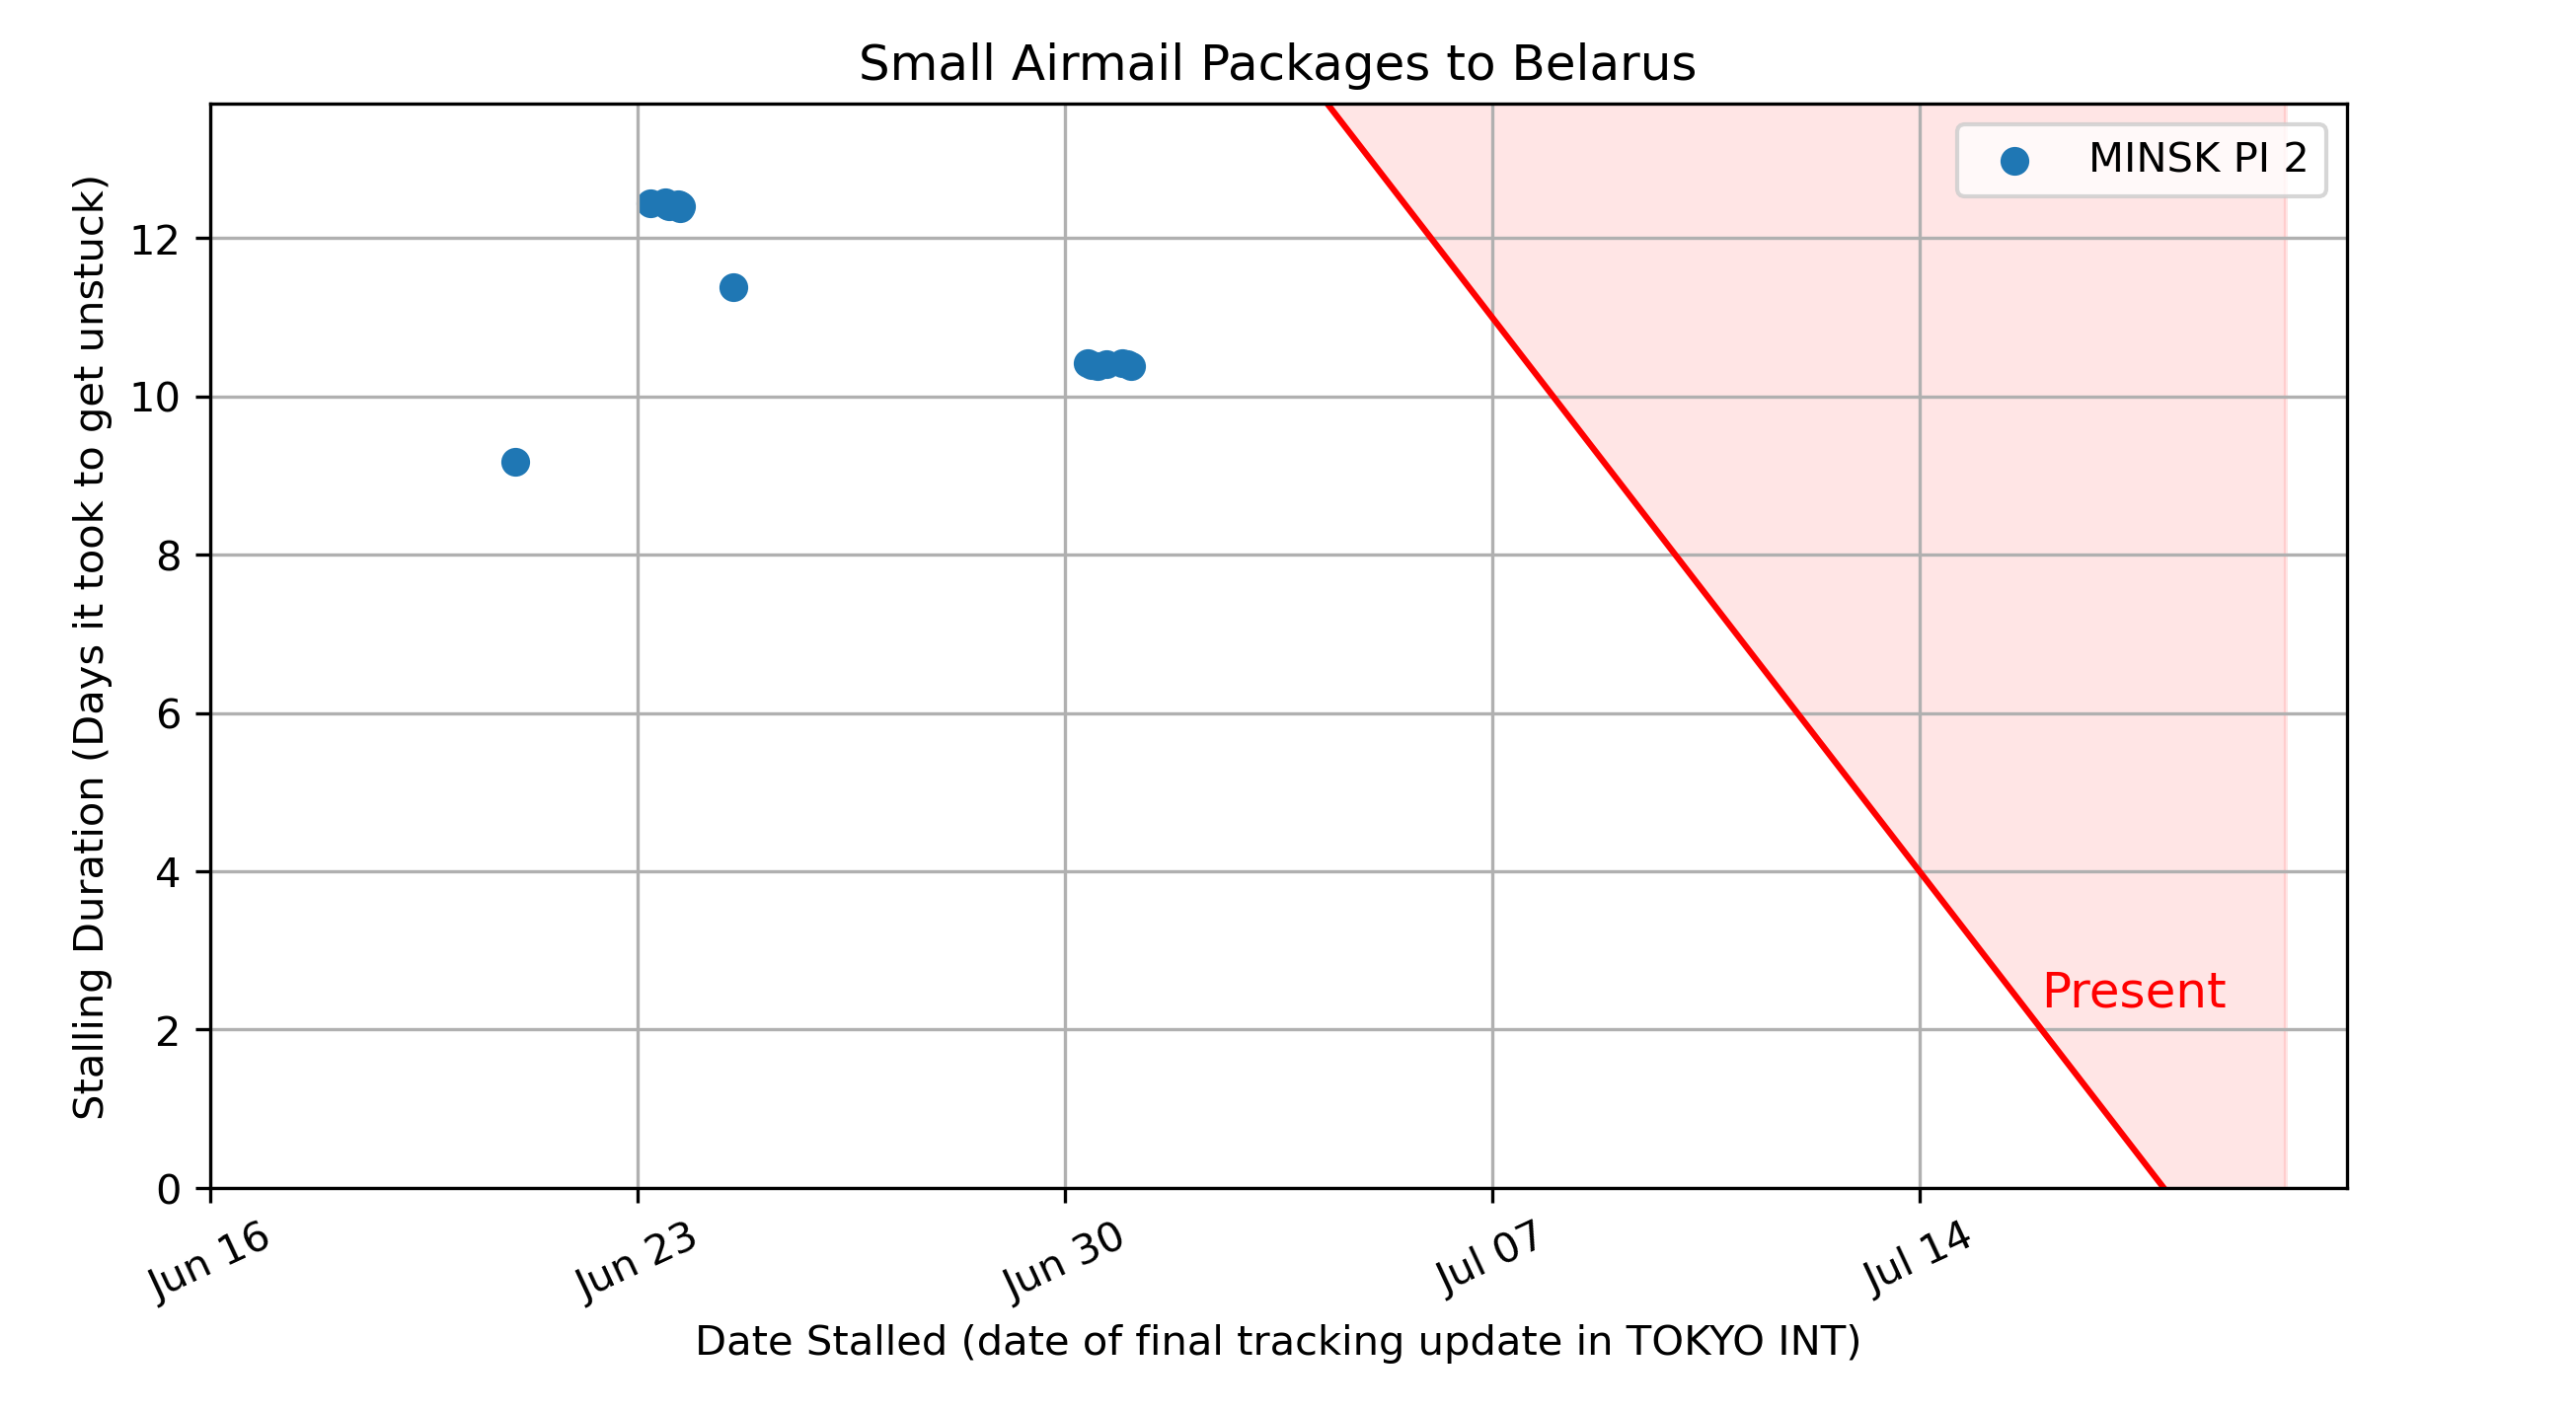 Small Airmail Packages to Belarus
MINSK PI 2
Stalling Duration (Days it took to get unstuck)
12
10
8
6
4
2
0
Present
Jun 16
Jun 23
Jun 30
Jul 07
Jul 14
Date Stalled (date of final tracking update in TOKYO INT)